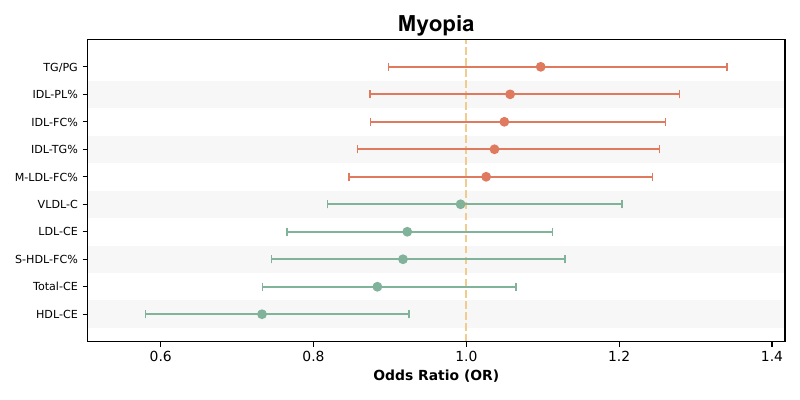 Myopia
TG/PG
IDL-PL%
IDL-FC%
IDL-TG%
M-LDL-FC%
VLDL-C
LDL-CE
S-HDL-FC%
Total-CE
HDL-CE
0.6 0.8 1.0 1.2 1.4
Odds Ratio (OR)